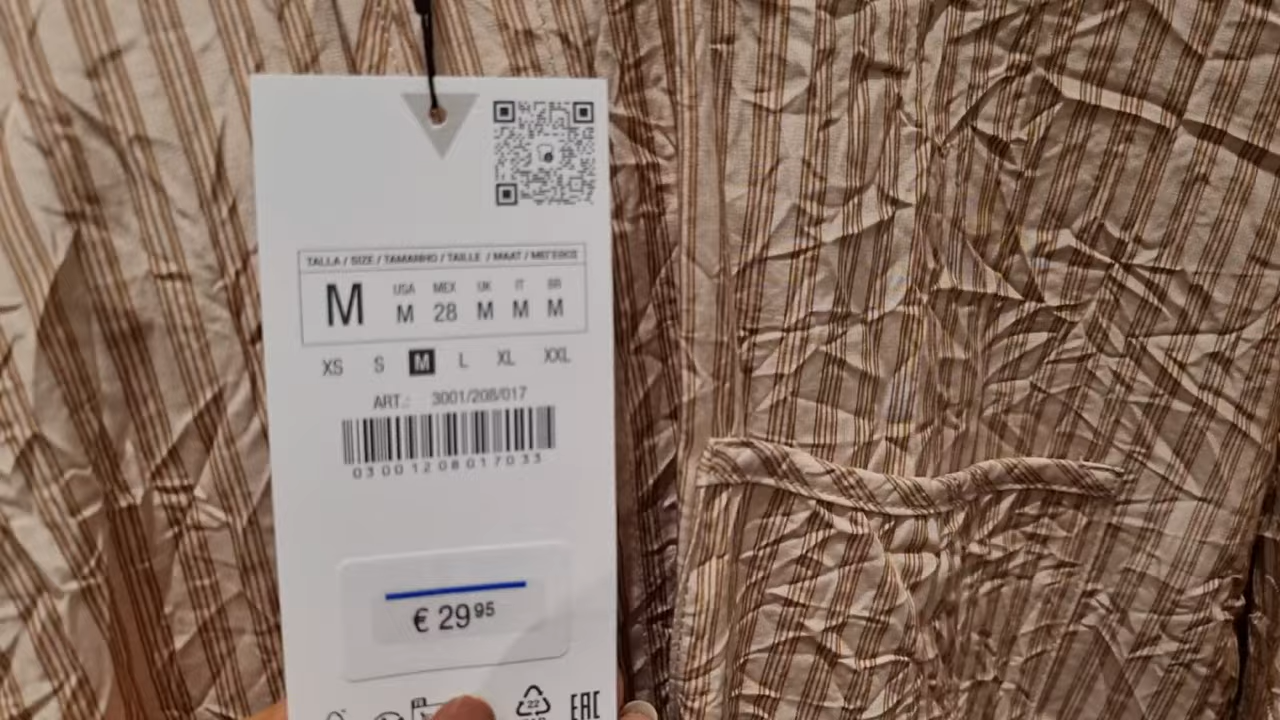 TALLA / SIZE / TAMANHO / TAILLE / MAAT / ΜΕΓΕΘΟΣ
M
USA MEX UK IT BR
M 28 M M M
XS S M L XL XXL
ART.: 3001/208/017
03001208017033
€ 29 95
22
EAC